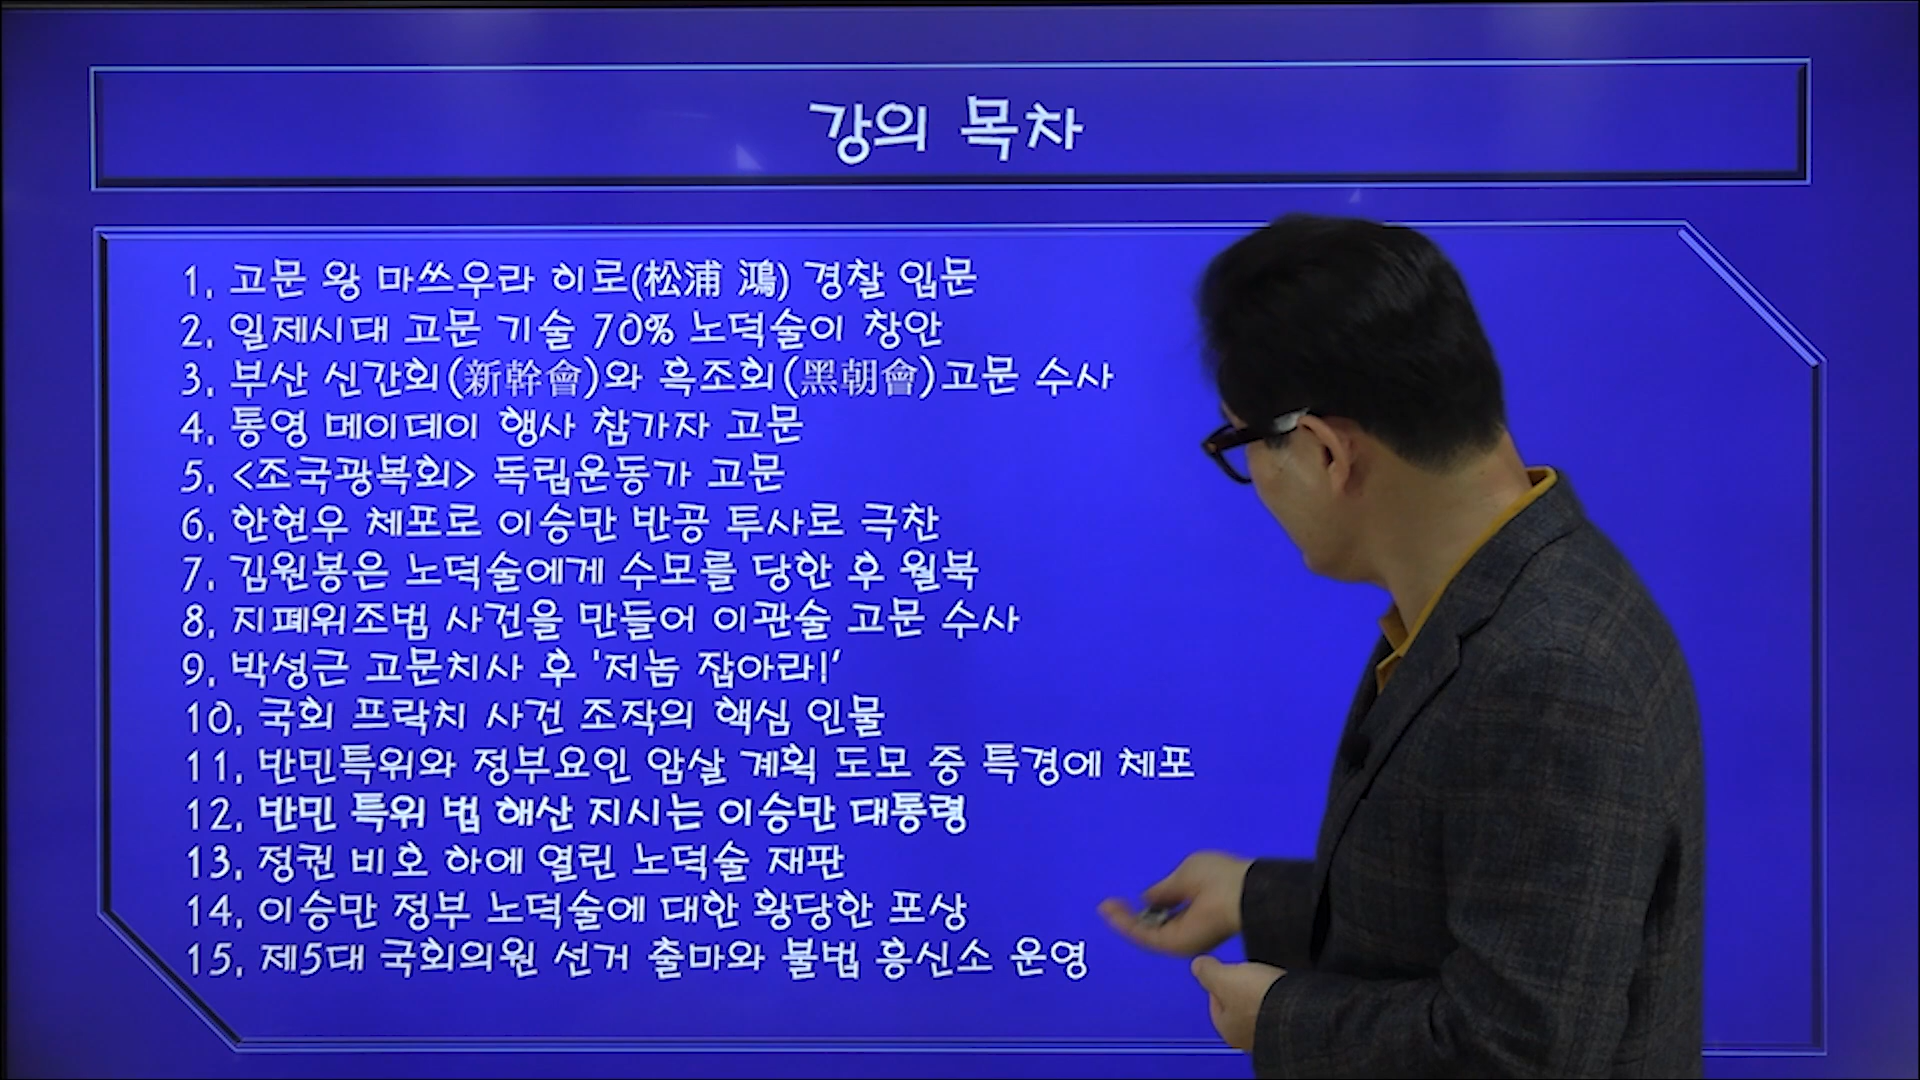 강의 목차
1. 고문 왕 마쓰우라 히로(松浦 鴻) 경찰 입문
2. 일제시대 고문 기술 70% 노덕술이 창안
3. 부산 신간회(新幹會)와 흑조회(黑朝會)고문 수사
4. 통영 메이데이 행사 참가자 고문
5. <조국광복회> 독립운동가 고문
6. 한현우 체포로 이승만 반공 투사로 극찬
7. 김원봉은 노덕술에게 수모를 당한 후 월북
8. 지폐위조범 사건을 만들어 이관술 고문 수사
9. 박성근 고문치사 후 '저놈 잡아라!'
10. 국회 프락치 사건 조작의 핵심 인물
11. 반민특위와 정부요인 암살 계획 도모 중 특경에 체포
12. 반민 특위 법 해산 지시는 이승만 대통령
13. 정권 비호 하에 열린 노덕술 재판
14. 이승만 정부 노덕술에 대한 황당한 포상
15. 제5대 국회의원 선거 출마와 불법 흥신소 운영